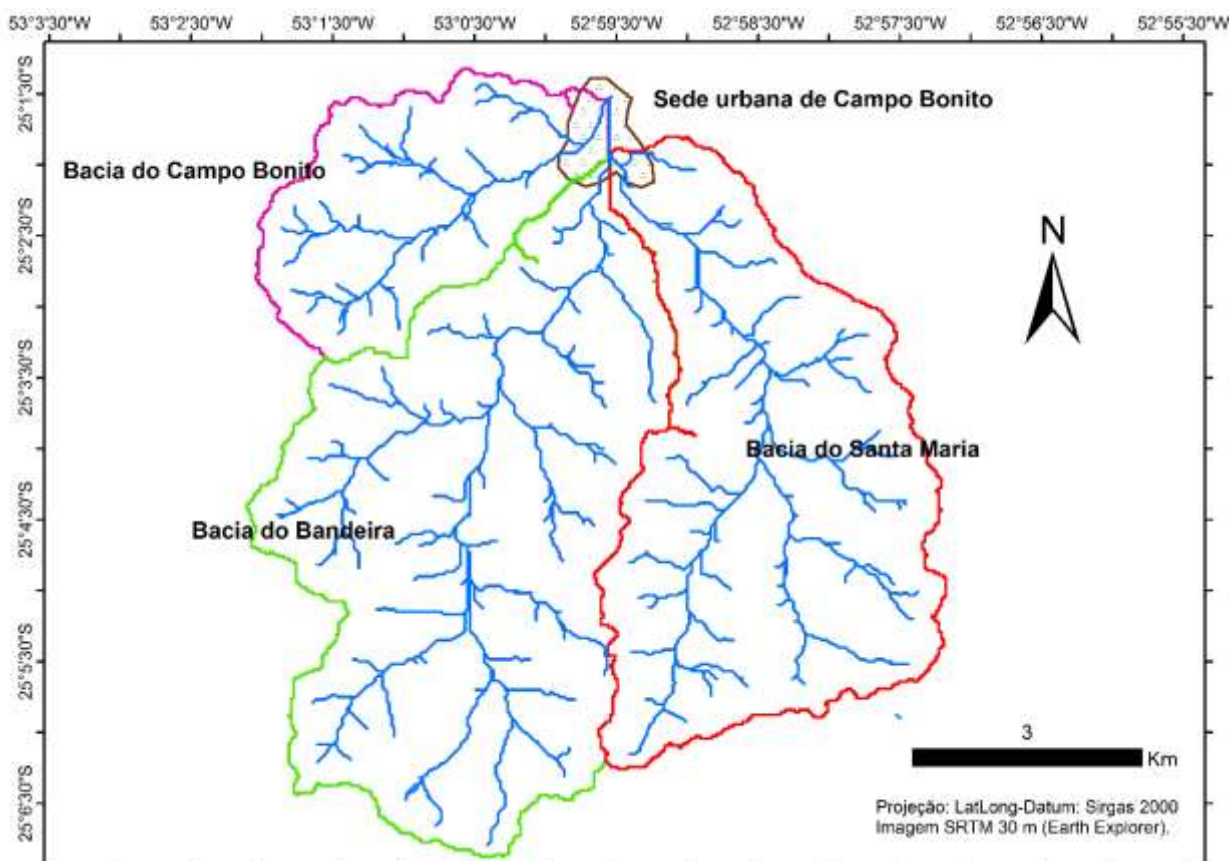 53°3'30"W 53°2'30"W 53°1'30"W 53°0'30"W 52°59'30"W 52°58'30"W 52°57'30"W 52°56'30"W 52°55'30"W
25°1'30"S
Sede urbana de Campo Bonito
Bacia do Campo Bonito
25°2'30"S
N
25°3'30"S
Bacia do Santa Maria
25°4'30"S
Bacia do Bandeira
25°5'30"S
3
Km
25°6'30"S
Projeção: LatLong-Datum: Sirgas 2000
Imagem SRTM 30 m (Earth Explorer).